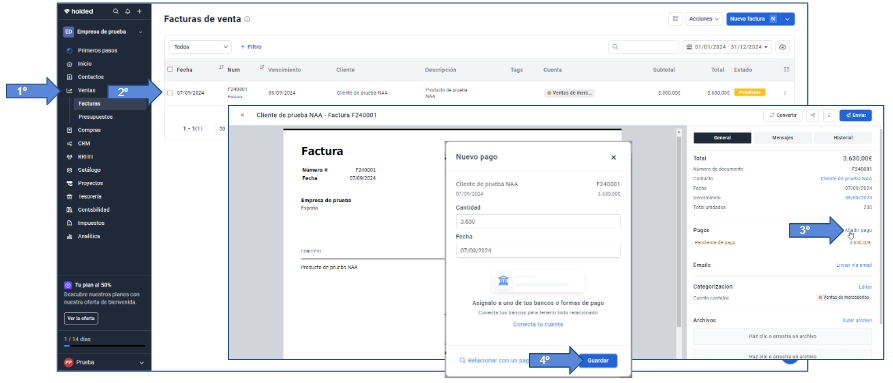 holded
ED Empresa de prueba
Primeros pasos
Inicio
Contactos
Ventas
Facturas
Presupuestos
Compras
CRM
RRHH
Catálogo
Proyectos
Tesorería
Contabilidad
Impuestos
Analítica
Tu plan al 50%
Descubre nuestros planes con
nuestra oferta de bienvenida.
Ver la oferta
1 / 14 días
PP Prueba
1º
2º
Facturas de venta
Acciones
Nueva factura N
Todos
+ Filtro
01/01/2024 - 31/12/2024
Fecha Num Vencimiento Cliente Descripción Tags Cuenta Subtotal Total Estado
07/09/2024 F240001 Factura 08/09/2024 Cliente de prueba NAA Producto de prueba NAA Ventas de merc... 3.000,00€ 3.630,00€ Pendiente
1 - 1(1) 50
Cliente de prueba NAA - Factura F240001
Convertir
Enviar
Factura
Número # F240001
Fecha 07/09/2024
Empresa de prueba
España
CONCEPTO
Producto de prueba NAA
Nuevo pago
Cliente de prueba NAA F240001
07/09/2024 3.630,00€
Cantidad
3.630
Fecha
07/09/2024
Asígnalo a uno de tus bancos o formas de pago
Conecta tus bancos para tenerlo todo relacionado
Conecta tu cuenta
Relacionar con un pag
4º
Guardar
General Mensajes Historial
Total 3.630,00€
Número de documento F240001
Contacto Cliente de prueba NAA
Fecha 07/09/2024
Vencimiento 08/09/2024
Total unidades 200
Pagos
3º
Añadir pago
Pendiente de pago 3.630,00€
Emails Enviar vía email
Categorización Editar
Cuenta contable Ventas de mercaderías
Archivos Subir archivo
Haz clic o arrastra un archivo
Haz clic o arrastra un archivo